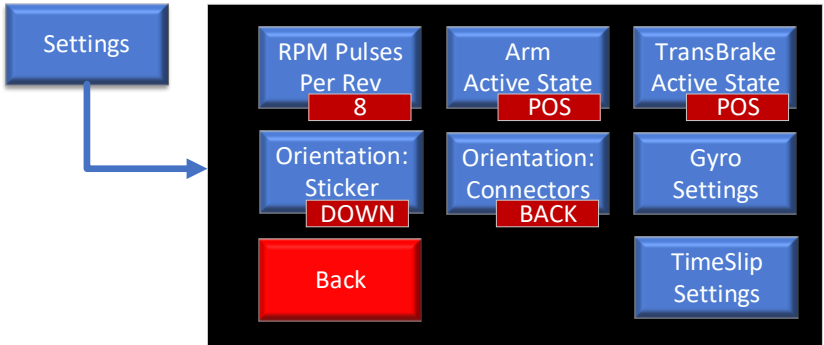 Settings
RPM Pulses
Per Rev
8
Arm
Active State
POS
TransBrake
Active State
POS
Orientation:
Sticker
DOWN
Orientation:
Connectors
BACK
Gyro
Settings
Back
TimeSlip
Settings